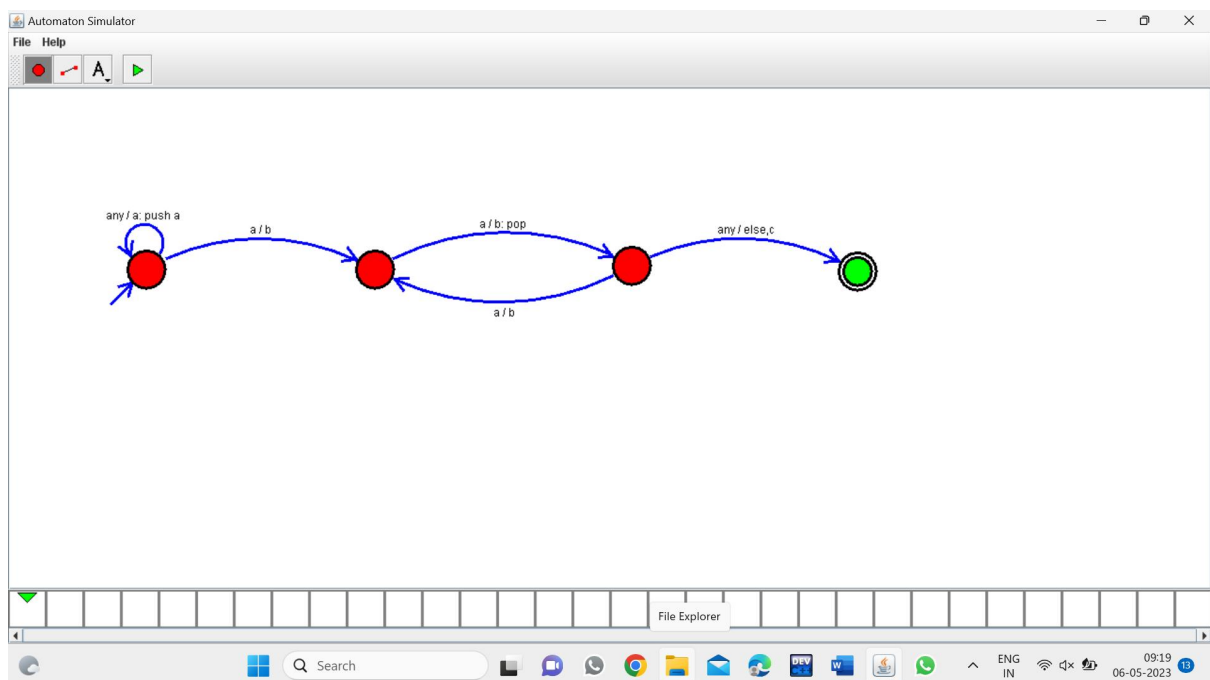 Automaton Simulator
File Help
A
any / a: push a
a / b
a / b: pop
any / else,c
a / b
File Explorer
Search
DEV
W
ENG
IN
09:19
06-05-2023
13